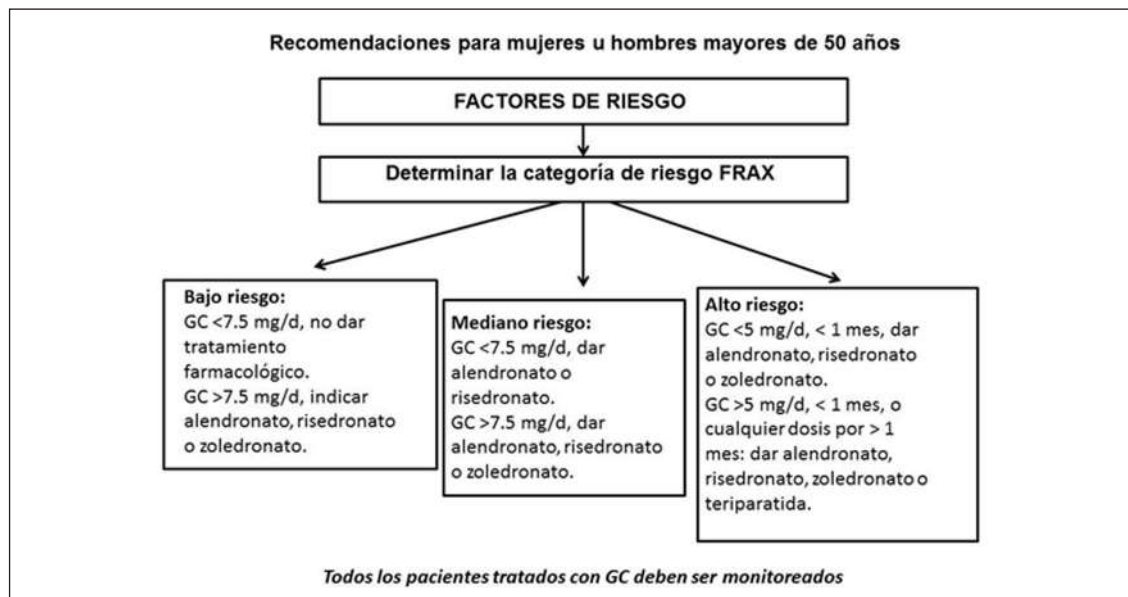 Recomendaciones para mujeres u hombres mayores de 50 años
FACTORES DE RIESGO
Determinar la categoría de riesgo FRAX
Bajo riesgo:
GC <7.5 mg/d, no dar
tratamiento
farmacológico.
GC >7.5 mg/d, indicar
alendronato, risedronato
o zoledronato.
Mediano riesgo:
GC <7.5 mg/d, dar
alendronato o
risedronato.
GC >7.5 mg/d, dar
alendronato, risedronato
o zoledronato.
Alto riesgo:
GC <5 mg/d, < 1 mes, dar
alendronato, risedronato
o zoledronato.
GC >5 mg/d, < 1 mes, o
cualquier dosis por > 1
mes: dar alendronato,
risedronato, zoledronato o
teriparatida.
Todos los pacientes tratados con GC deben ser monitoreados